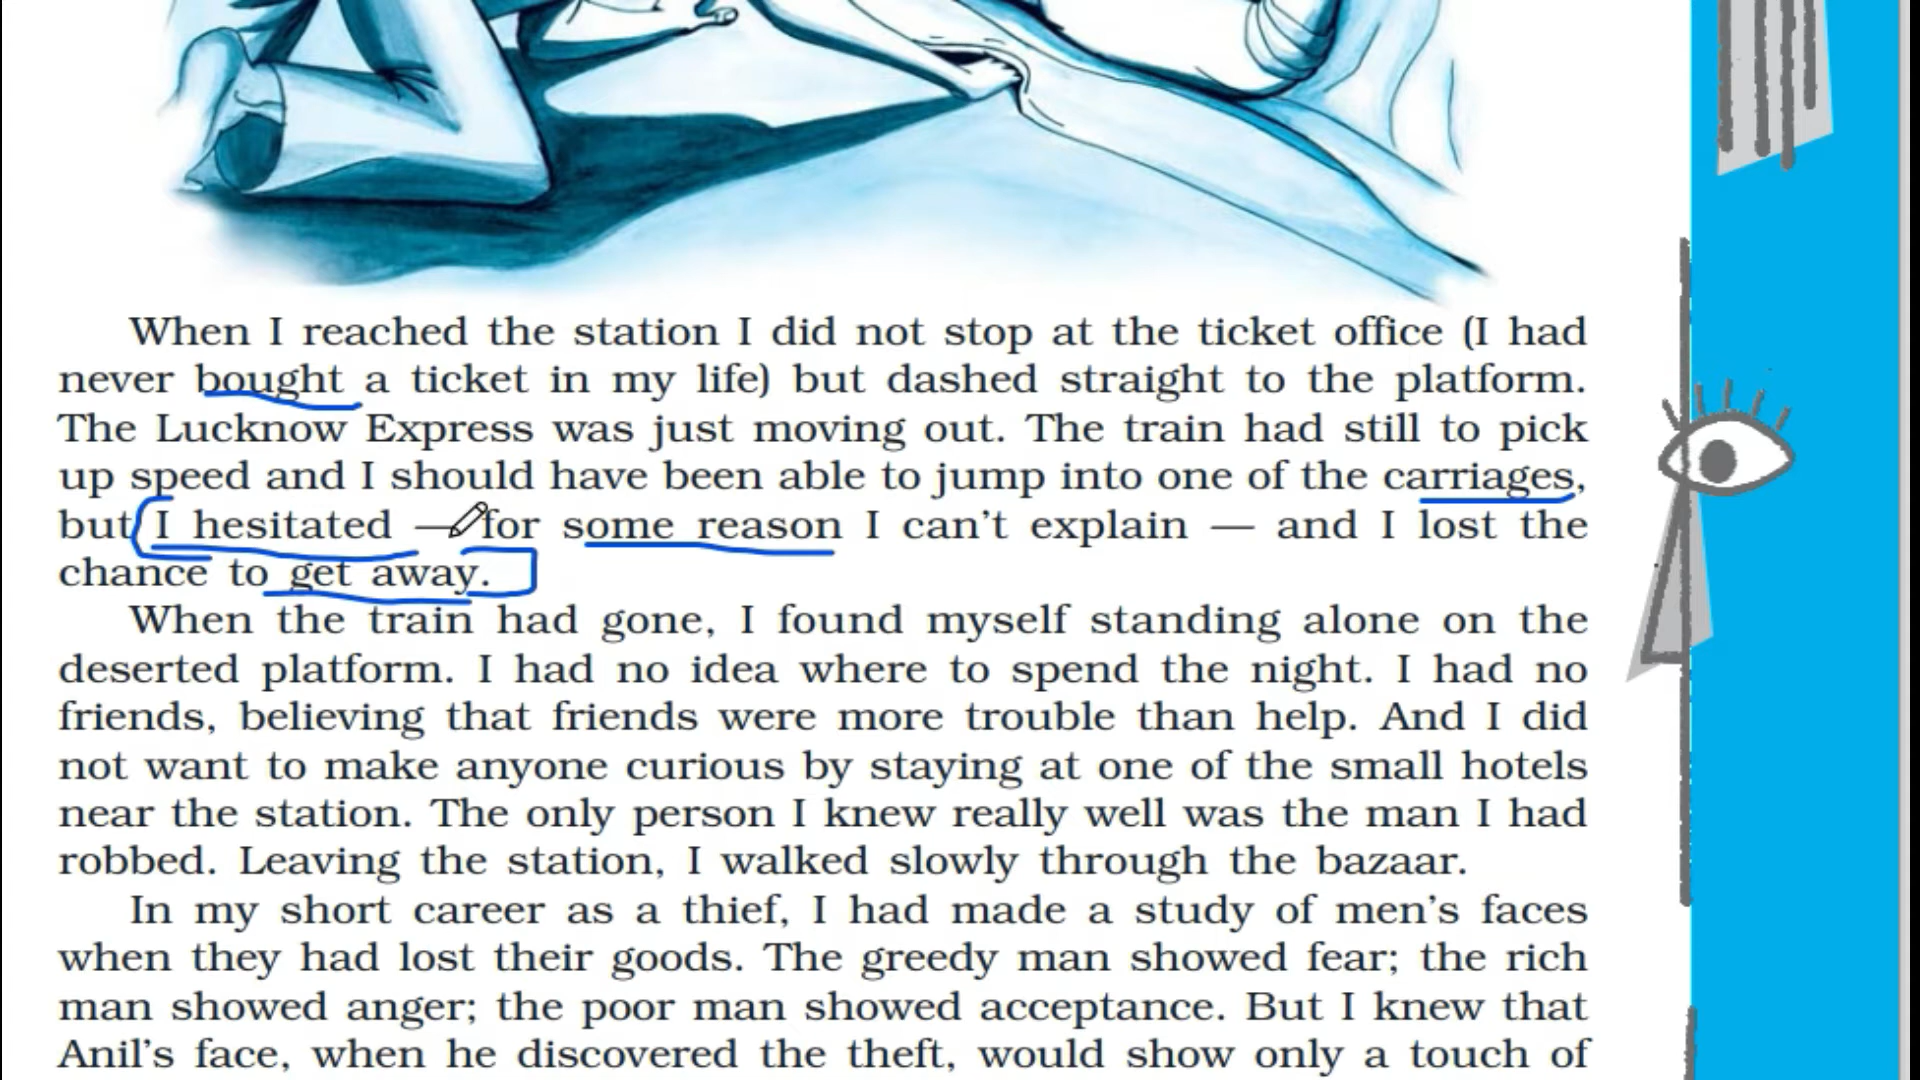 When I reached the station I did not stop at the ticket office (I had
never bought a ticket in my life) but dashed straight to the platform.
The Lucknow Express was just moving out. The train had still to pick
up speed and I should have been able to jump into one of the carriages,
but I hesitated — for some reason I can't explain — and I lost the
chance to get away.
When the train had gone, I found myself standing alone on the
deserted platform. I had no idea where to spend the night. I had no
friends, believing that friends were more trouble than help. And I did
not want to make anyone curious by staying at one of the small hotels
near the station. The only person I knew really well was the man I had
robbed. Leaving the station, I walked slowly through the bazaar.
In my short career as a thief, I had made a study of men's faces
when they had lost their goods. The greedy man showed fear; the rich
man showed anger; the poor man showed acceptance. But I knew that
Anil's face, when he discovered the theft, would show only a touch of